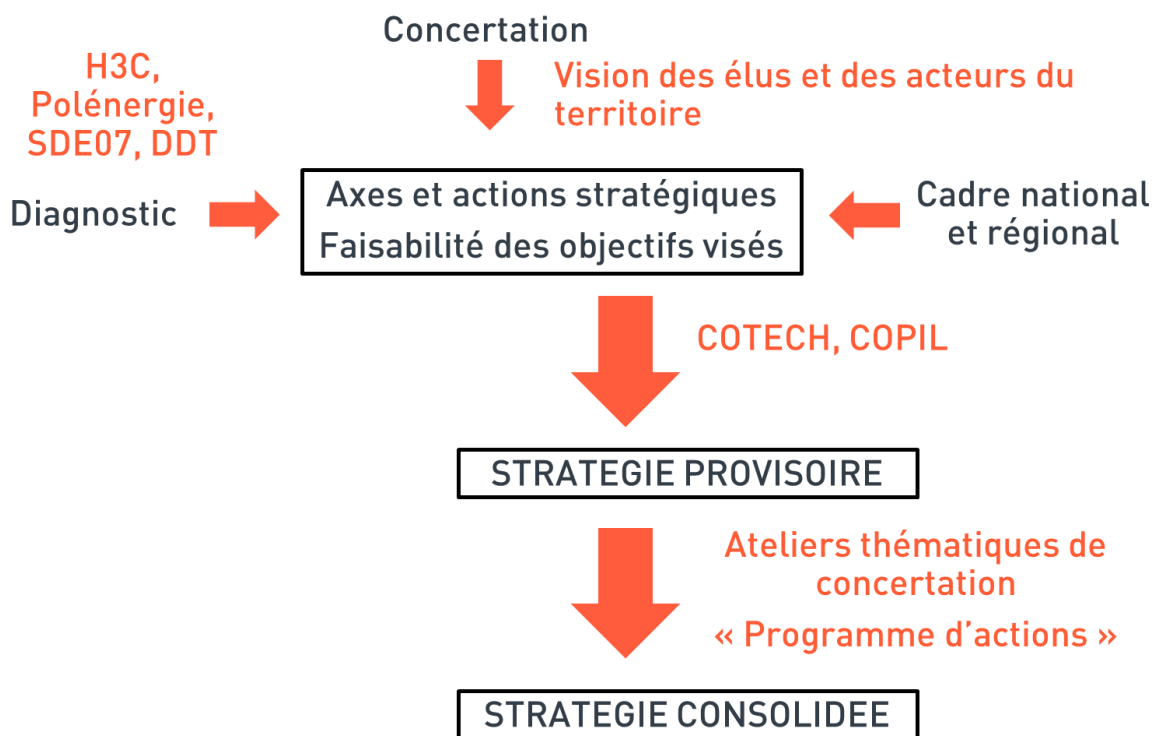 Concertation
H3C,
Polénergie,
SDE07, DDT
Vision des élus et des acteurs du
territoire
Diagnostic
Axes et actions stratégiques
Faisabilité des objectifs visés
Cadre national
et régional
COTECH, COPIL
STRATEGIE PROVISOIRE
Ateliers thématiques de
concertation
« Programme d’actions »
STRATEGIE CONSOLIDEE